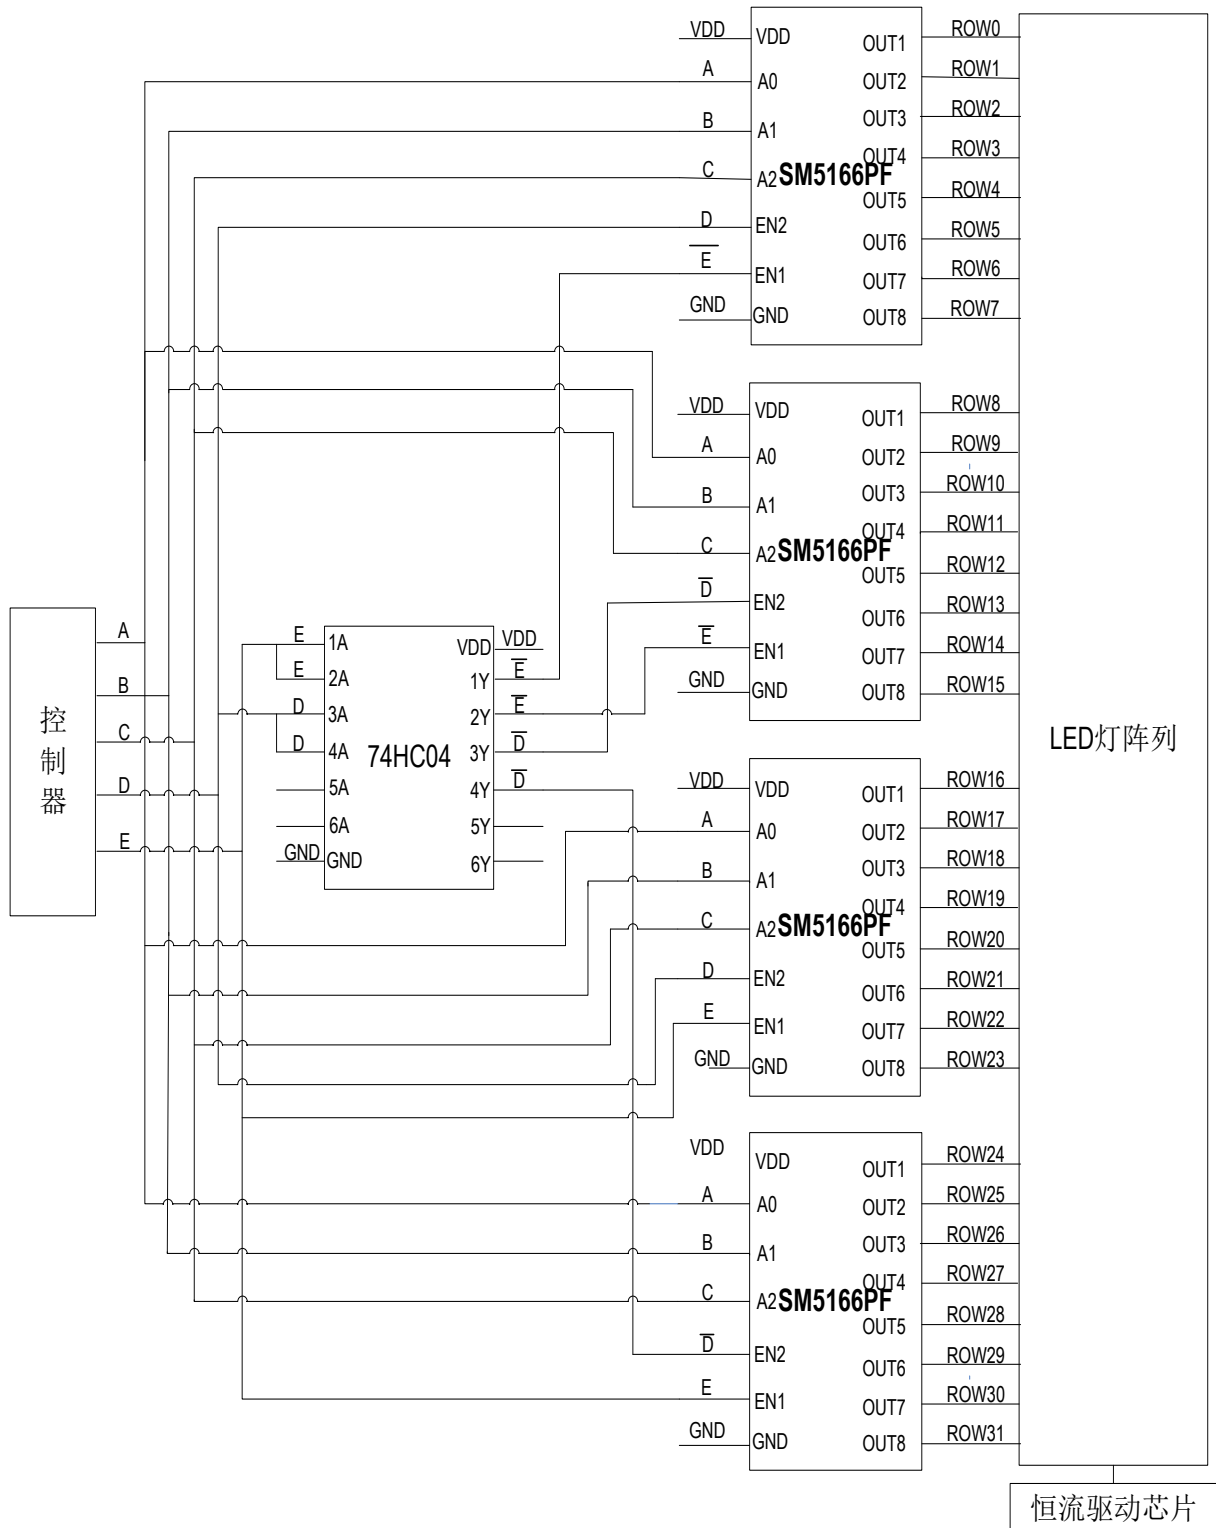 控制器
A
B
C
D
E
E 1A
E 2A
D 3A
D 4A
5A
6A
GND GND
74HC04
VDD VDD
1Y E̅
2Y E̅
3Y D̅
4Y D̅
5Y
6Y
VDD VDD
A A0
B A1
C A2
D EN2
E̅ EN1
GND GND
SM5166PF
OUT1 ROW0
OUT2 ROW1
OUT3 ROW2
OUT4 ROW3
OUT5 ROW4
OUT6 ROW5
OUT7 ROW6
OUT8 ROW7
VDD VDD
A A0
B A1
C A2
D̅ EN2
E̅ EN1
GND GND
SM5166PF
OUT1 ROW8
OUT2 ROW9
OUT3 ROW10
OUT4 ROW11
OUT5 ROW12
OUT6 ROW13
OUT7 ROW14
OUT8 ROW15
VDD VDD
A A0
B A1
C A2
D EN2
E EN1
GND GND
SM5166PF
OUT1 ROW16
OUT2 ROW17
OUT3 ROW18
OUT4 ROW19
OUT5 ROW20
OUT6 ROW21
OUT7 ROW22
OUT8 ROW23
VDD VDD
A A0
B A1
C A2
D̅ EN2
E EN1
GND GND
SM5166PF
OUT1 ROW24
OUT2 ROW25
OUT3 ROW26
OUT4 ROW27
OUT5 ROW28
OUT6 ROW29
OUT7 ROW30
OUT8 ROW31
LED灯阵列
恒流驱动芯片